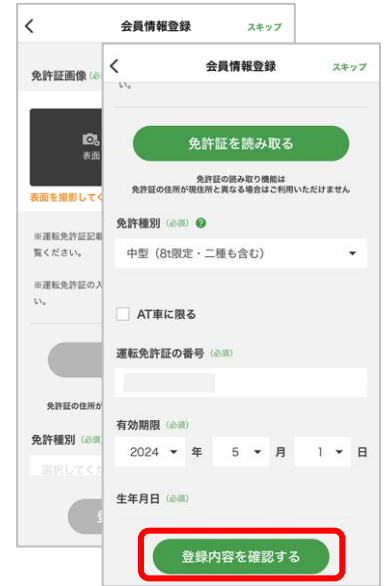 会員情報登録
スキップ
免許証画像
表面
表面を撮影してく
※運転免許証記載
覧ください。
※運転免許証の入
い。
免許証の住所が
免許種別
選択してくだ
会員情報登録
スキップ
い。
免許証を読み取る
免許証の読み取り機能は
免許証の住所が現住所と異なる場合はご利用いただけません
免許種別 (必須) ?
中型（8t限定・二種も含む）
AT車に限る
運転免許証の番号 (必須)
有効期限 (必須)
2024 年 5 月 1 日
生年月日 (必須)
登録内容を確認する